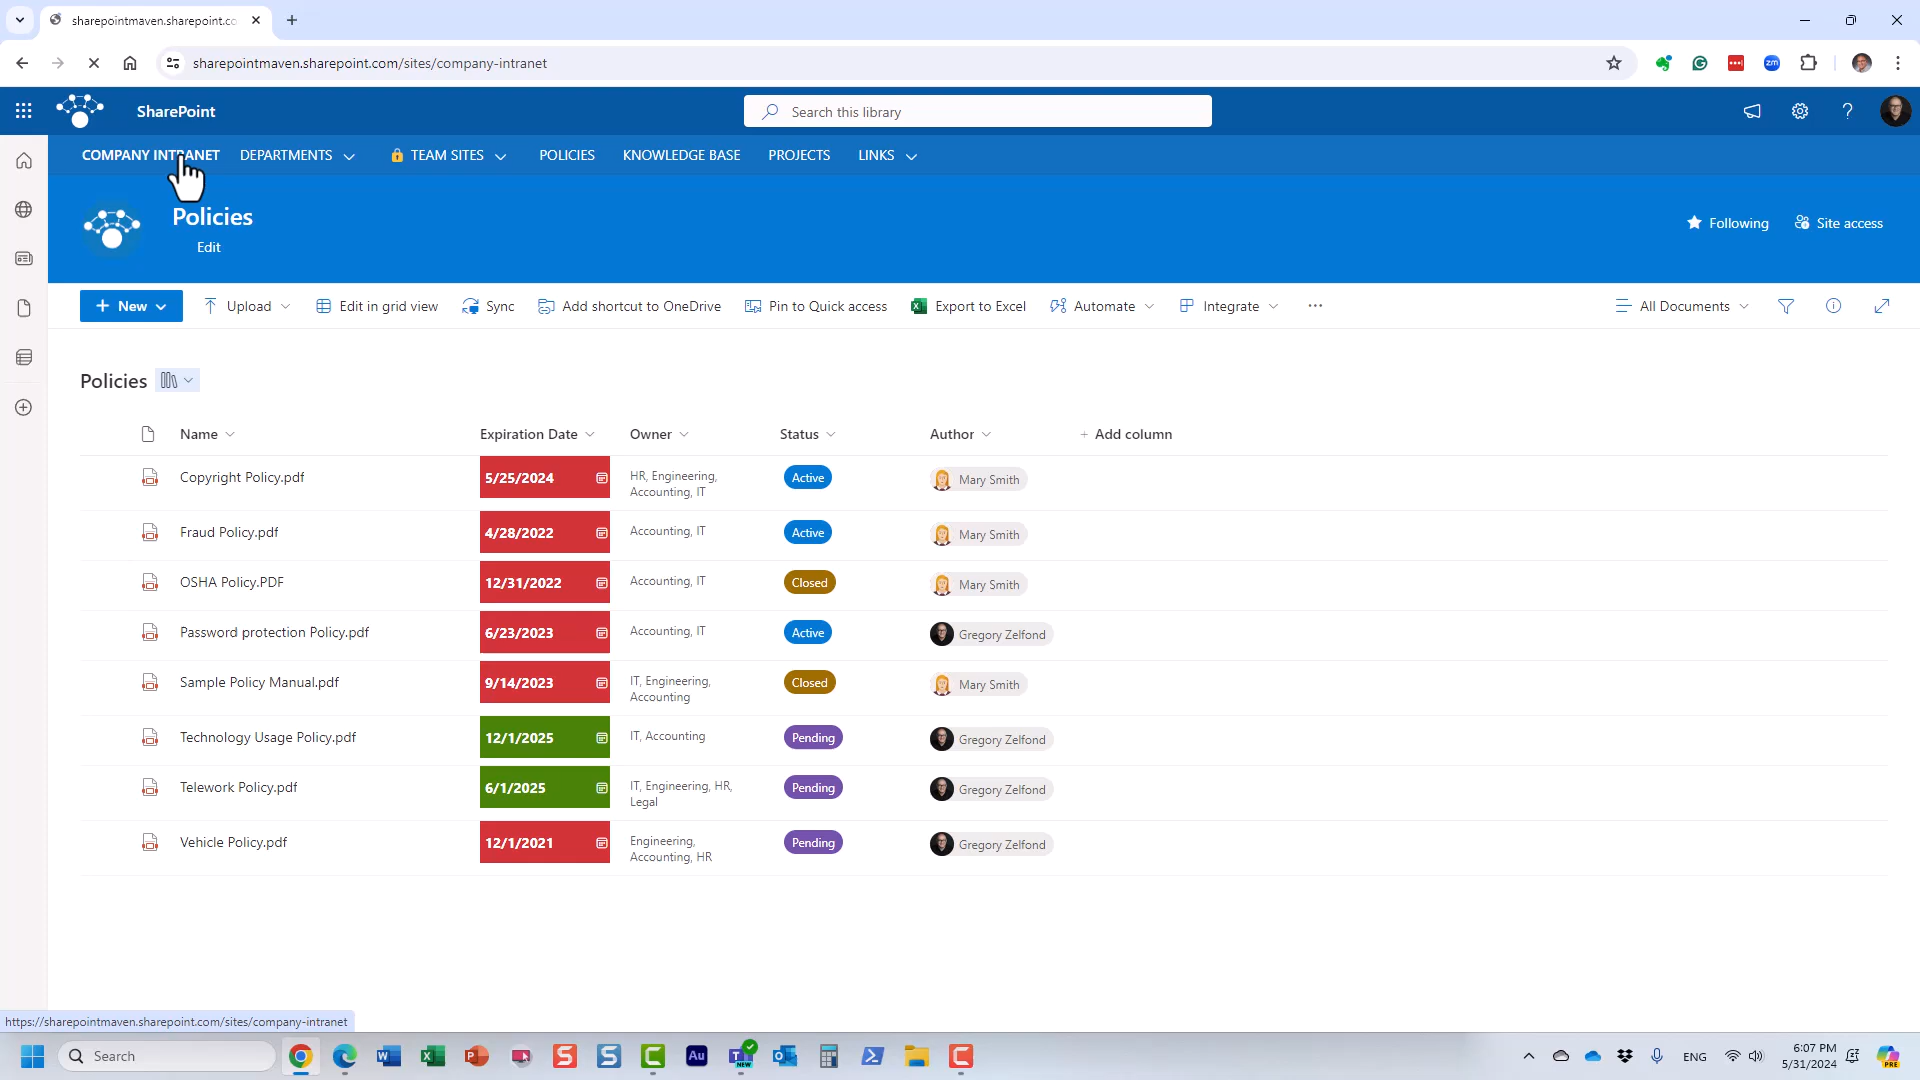 sharepointmaven.sharepoint.co
sharepointmaven.sharepoint.com/sites/company-intranet
zm
SharePoint
Search this library
COMPANY INTRANET DEPARTMENTS TEAM SITES POLICIES KNOWLEDGE BASE PROJECTS LINKS
Policies
Edit
Following Site access
New Upload Edit in grid view Sync Add shortcut to OneDrive Pin to Quick access Export to Excel Automate Integrate All Documents
Policies
Name Expiration Date Owner Status Author Add column
Copyright Policy.pdf 5/25/2024 HR, Engineering, Active Mary Smith
Accounting, IT
Fraud Policy.pdf 4/28/2022 Accounting, IT Active Mary Smith
OSHA Policy.PDF 12/31/2022 Accounting, IT Closed Mary Smith
Password protection Policy.pdf 6/23/2023 Accounting, IT Active Gregory Zelfond
Sample Policy Manual.pdf 9/14/2023 IT, Engineering, Closed Mary Smith
Accounting
Technology Usage Policy.pdf 12/1/2025 IT, Accounting Pending Gregory Zelfond
Telework Policy.pdf 6/1/2025 IT, Engineering, HR, Pending Gregory Zelfond
Legal
Vehicle Policy.pdf 12/1/2021 Engineering, Pending Gregory Zelfond
Accounting, HR
https://sharepointmaven.sharepoint.com/sites/company-intranet
Search
Au
NEW
ENG
6:07 PM
5/31/2024
PRE